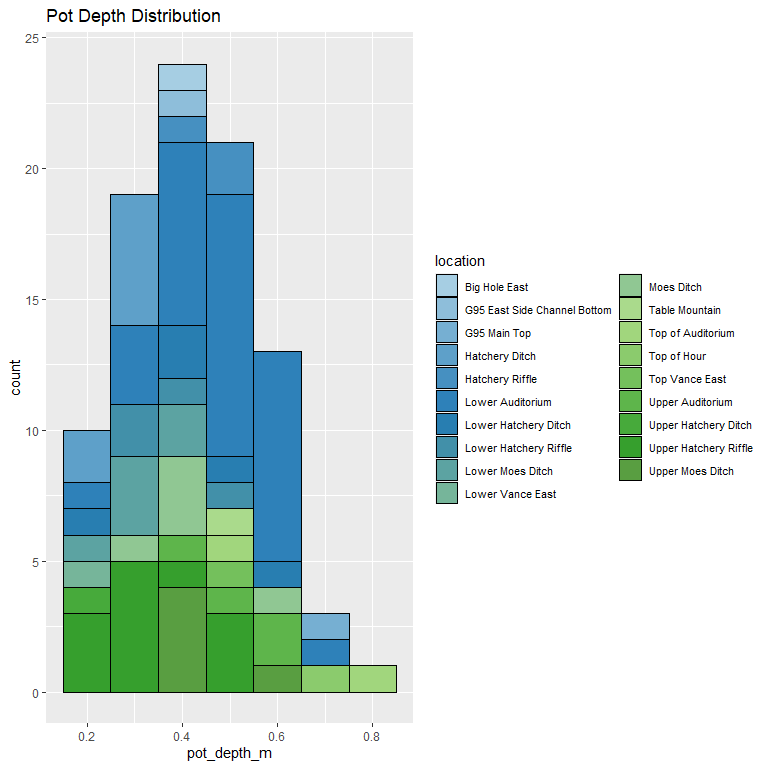 Pot Depth Distribution
25
20
15
10
5
0
count
0.2
0.4
0.6
0.8
pot_depth_m
location
Big Hole East
G95 East Side Channel Bottom
G95 Main Top
Hatchery Ditch
Hatchery Riffle
Lower Auditorium
Lower Hatchery Ditch
Lower Hatchery Riffle
Lower Moes Ditch
Lower Vance East
Moes Ditch
Table Mountain
Top of Auditorium
Top of Hour
Top Vance East
Upper Auditorium
Upper Hatchery Ditch
Upper Hatchery Riffle
Upper Moes Ditch